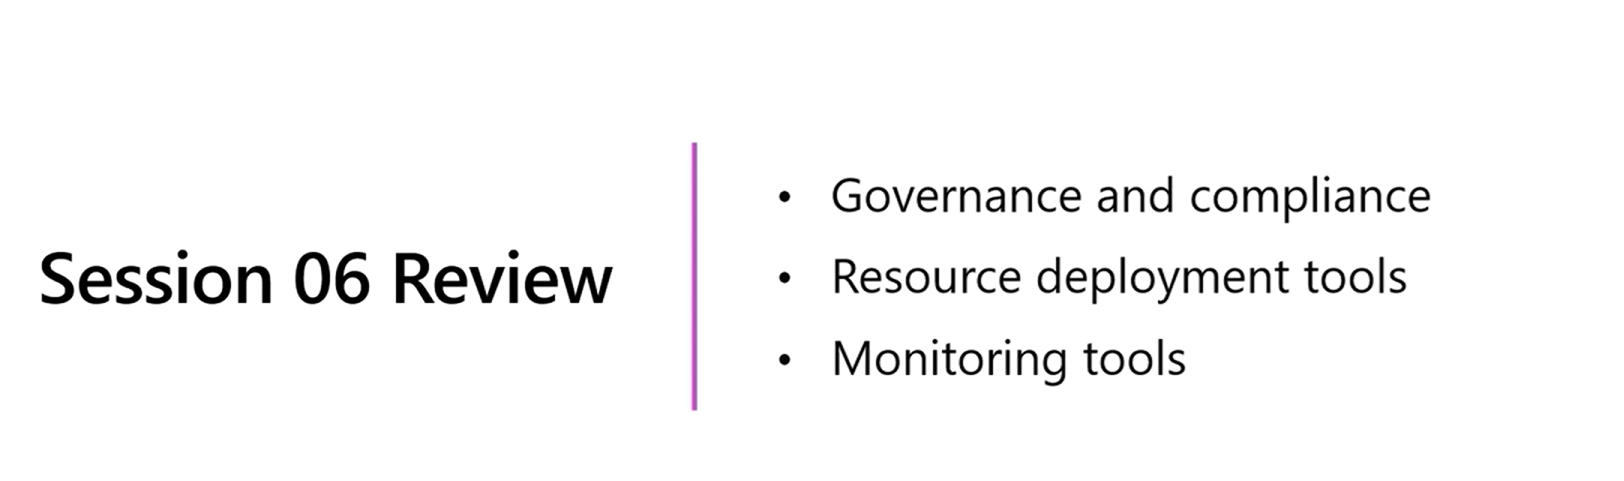 Session 06 Review
• Governance and compliance
• Resource deployment tools
• Monitoring tools